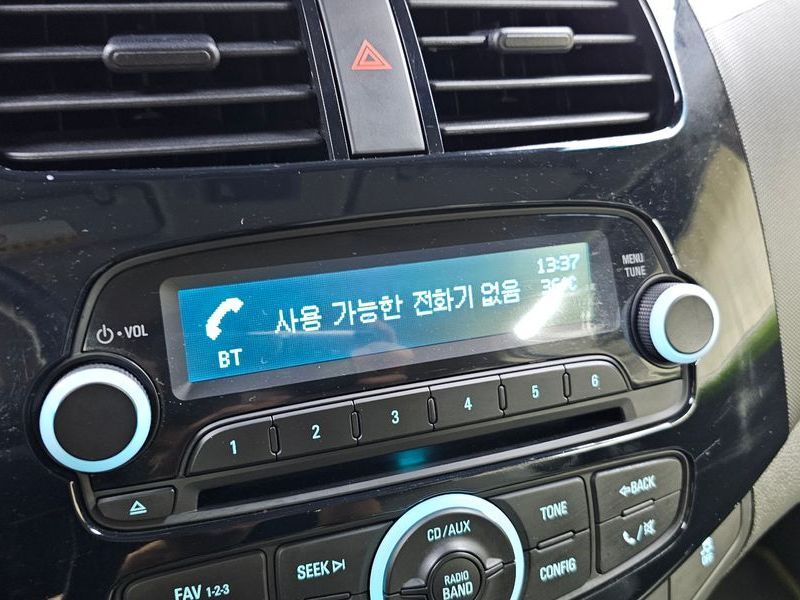 13:37
사용 가능한 전화기 없음
BT
MENU
TUNE
VOL
1 2 3 4 5 6
CD/AUX
TONE
BACK
SEEK
RADIO
BAND
CONFIG
FAV 1-2-3
OFF